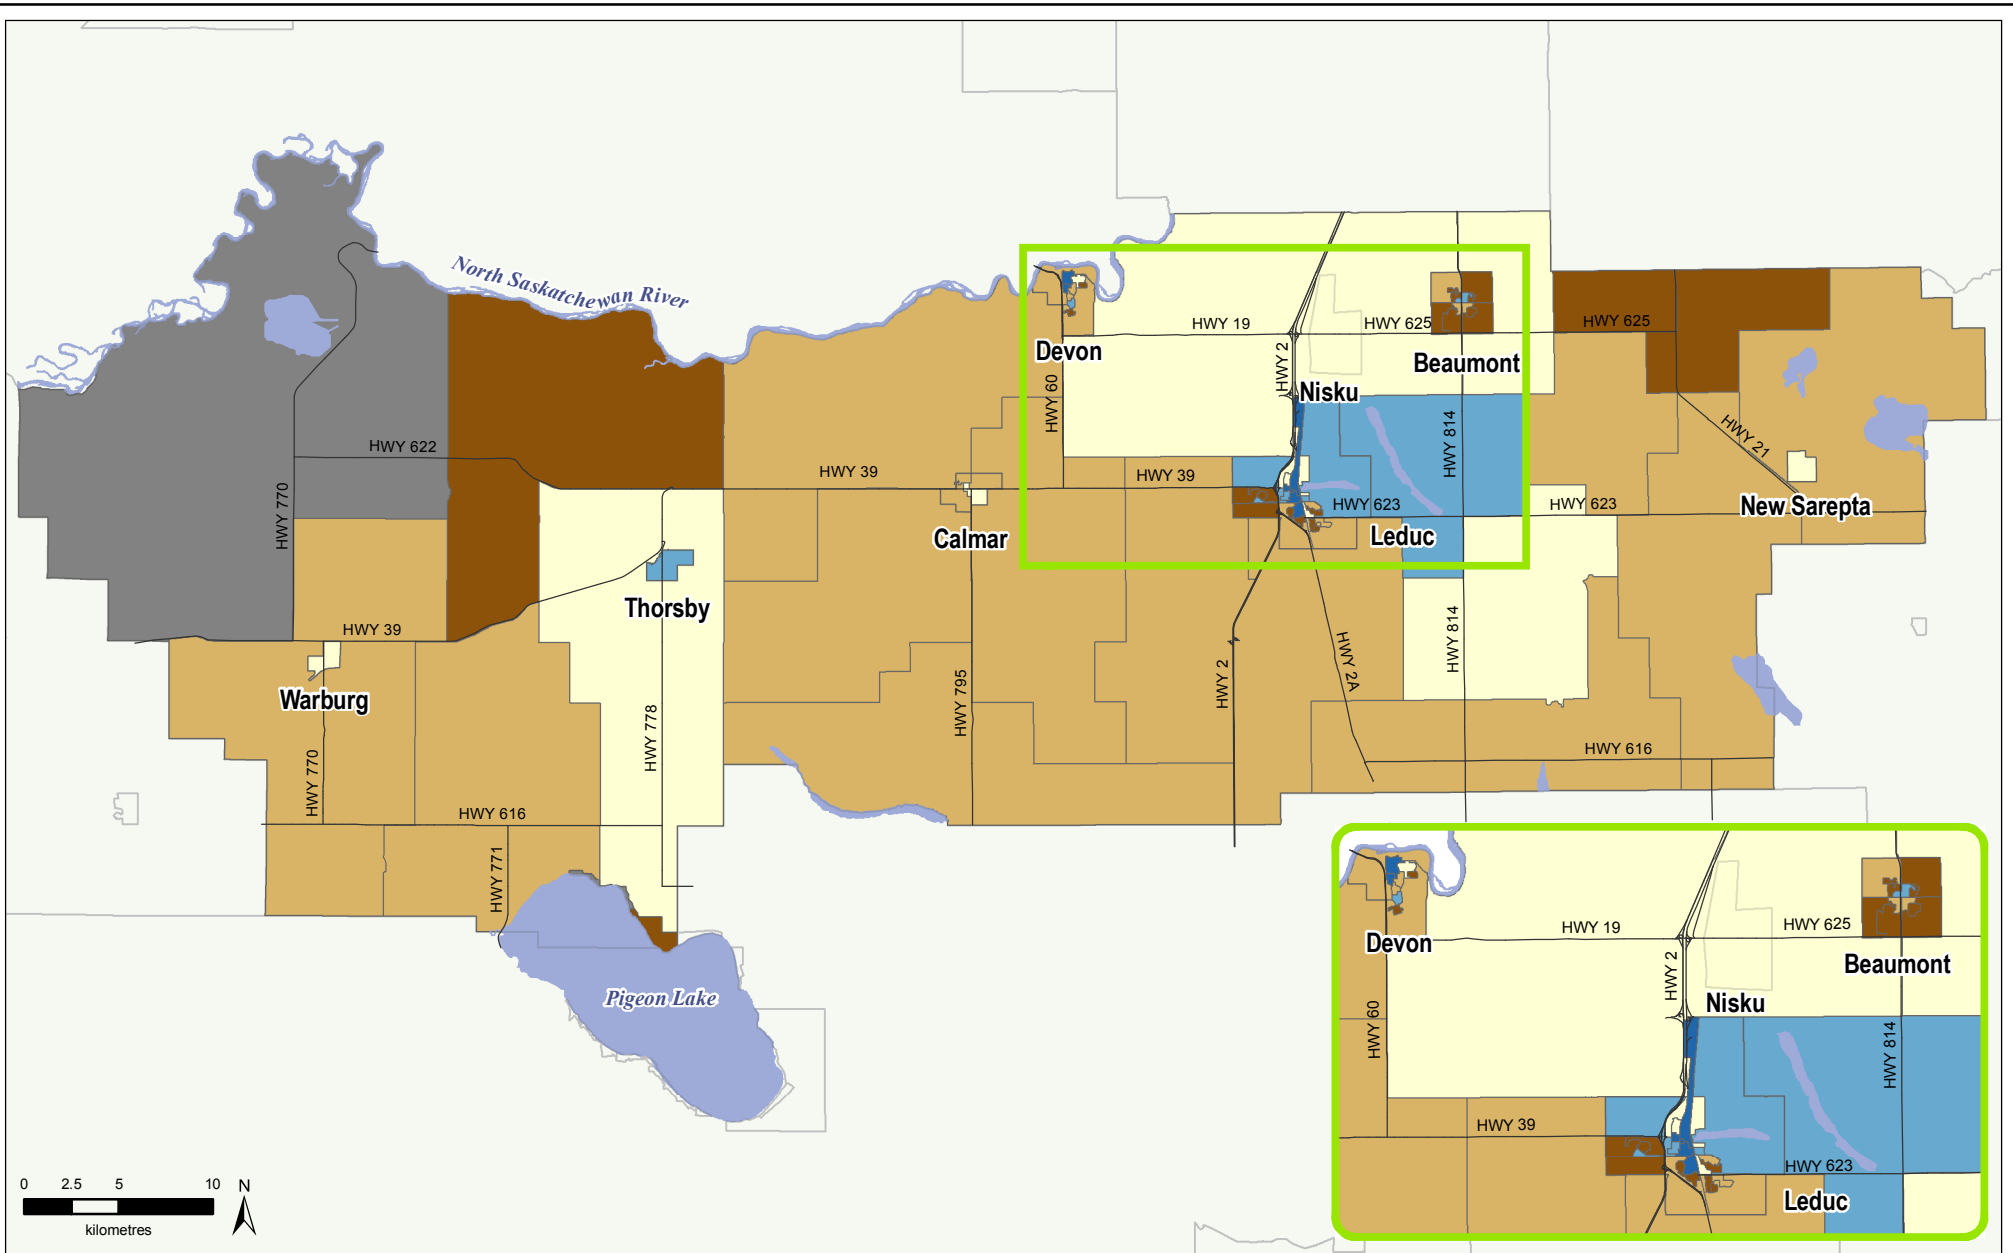 North Saskatchewan River
HWY 19
HWY 625
HWY 625
Devon
HWY 2
Beaumont
Nisku
HWY 60
HWY 814
HWY 21
HWY 622
HWY 39
HWY 39
HWY 770
HWY 623
HWY 623
New Sarepta
Calmar
Leduc
Thorsby
HWY 39
HWY 814
HWY 2A
HWY 2
HWY 795
Warburg
HWY 778
HWY 616
HWY 770
HWY 616
HWY 771
Pigeon Lake
HWY 19
HWY 625
Devon
HWY 2
Beaumont
Nisku
HWY 60
HWY 814
HWY 39
HWY 623
Leduc
0 2.5 5 10
kilometres
N